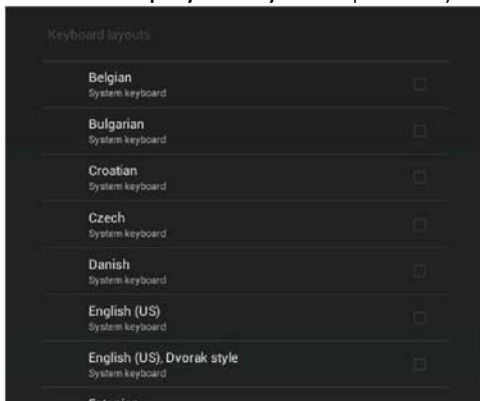 Keyboard layouts
Belgian
System keyboard
Bulgarian
System keyboard
Croatian
System keyboard
Czech
System keyboard
Danish
System keyboard
English (US)
System keyboard
English (US), Dvorak style
System keyboard